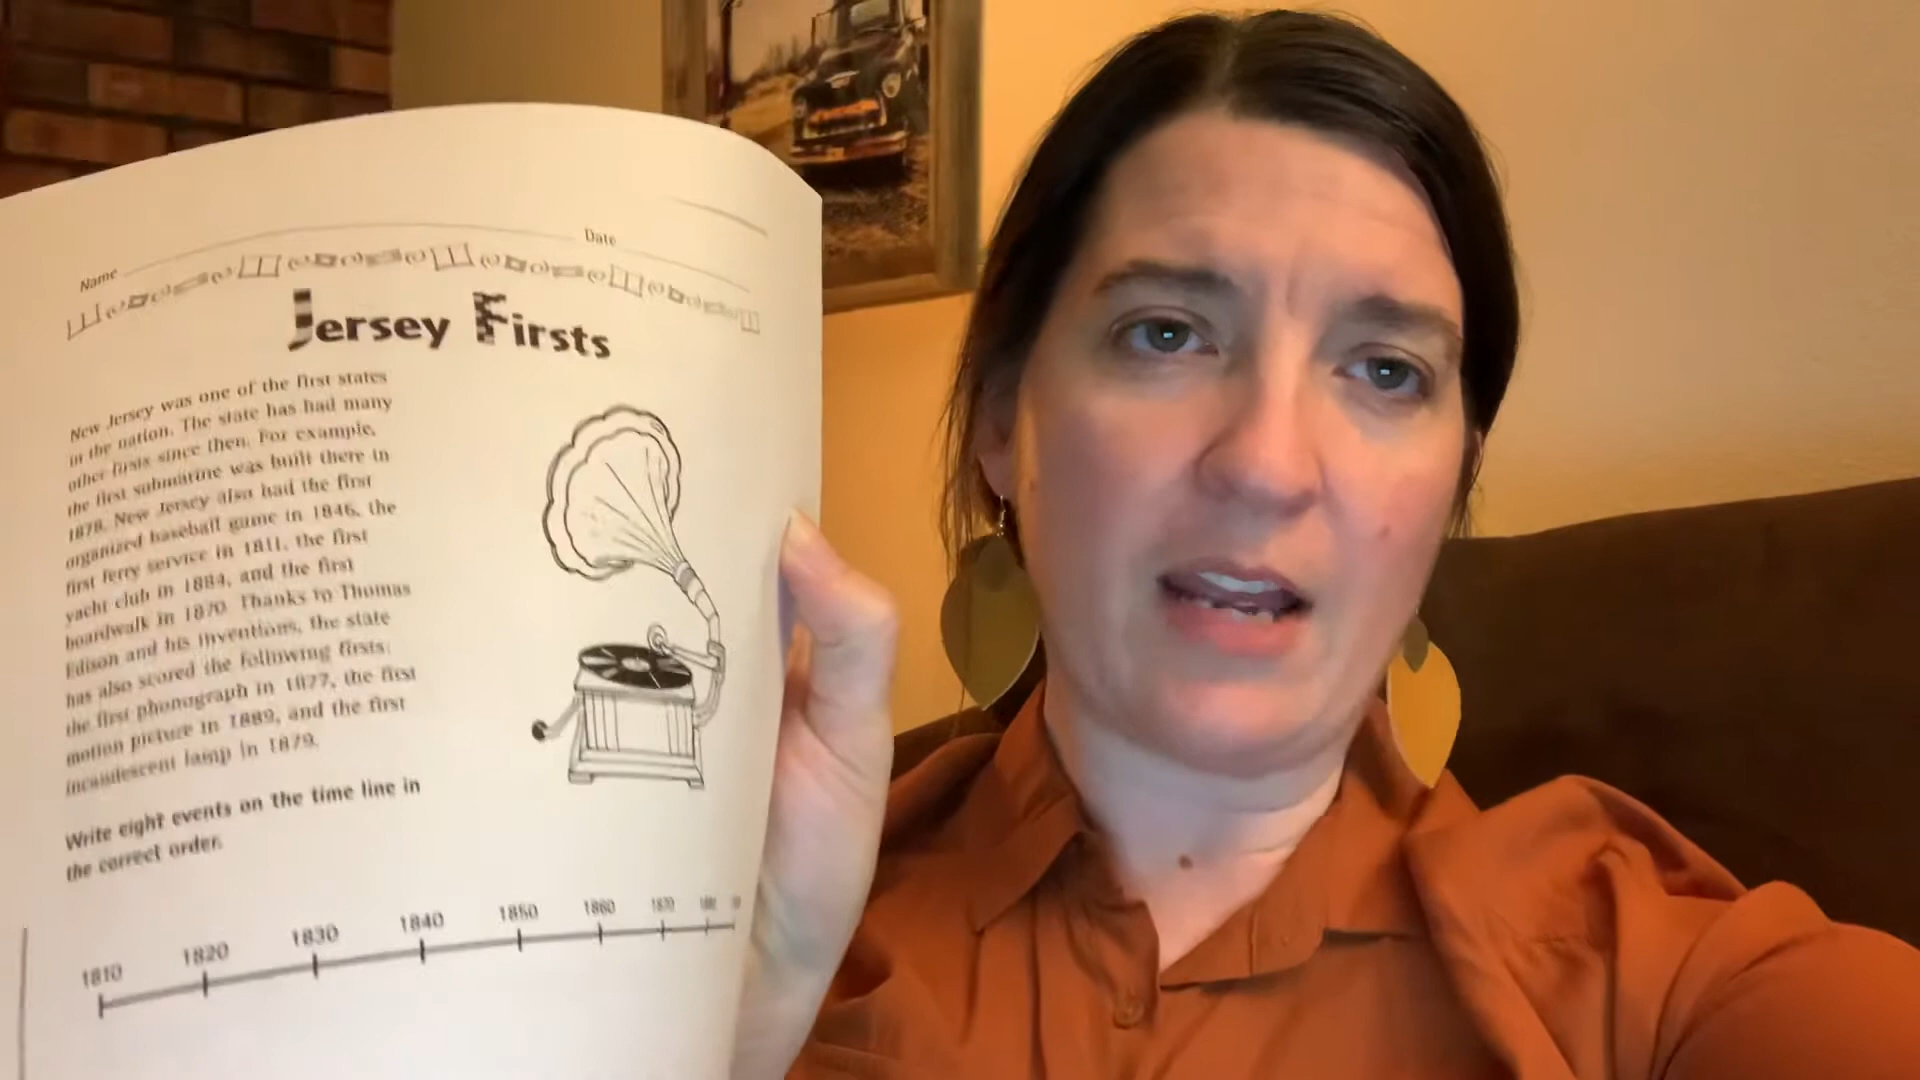 Name Date
Jersey Firsts
New Jersey was one of the first states
in the nation. The state has had many
other firsts since then. For example,
the first submarine was built there in
1878. New Jersey also had the first
organized baseball game in 1846, the
first ferry service in 1811, the first
yacht club in 1884, and the first
boardwalk in 1870. Thanks to Thomas
Edison and his inventions, the state
has also scored the following firsts:
the first phonograph in 1877, the first
motion picture in 1889, and the first
incandescent lamp in 1879.
Write eight events on the time line in
the correct order.
1810 1820 1830 1840 1850 1860 1870 1880